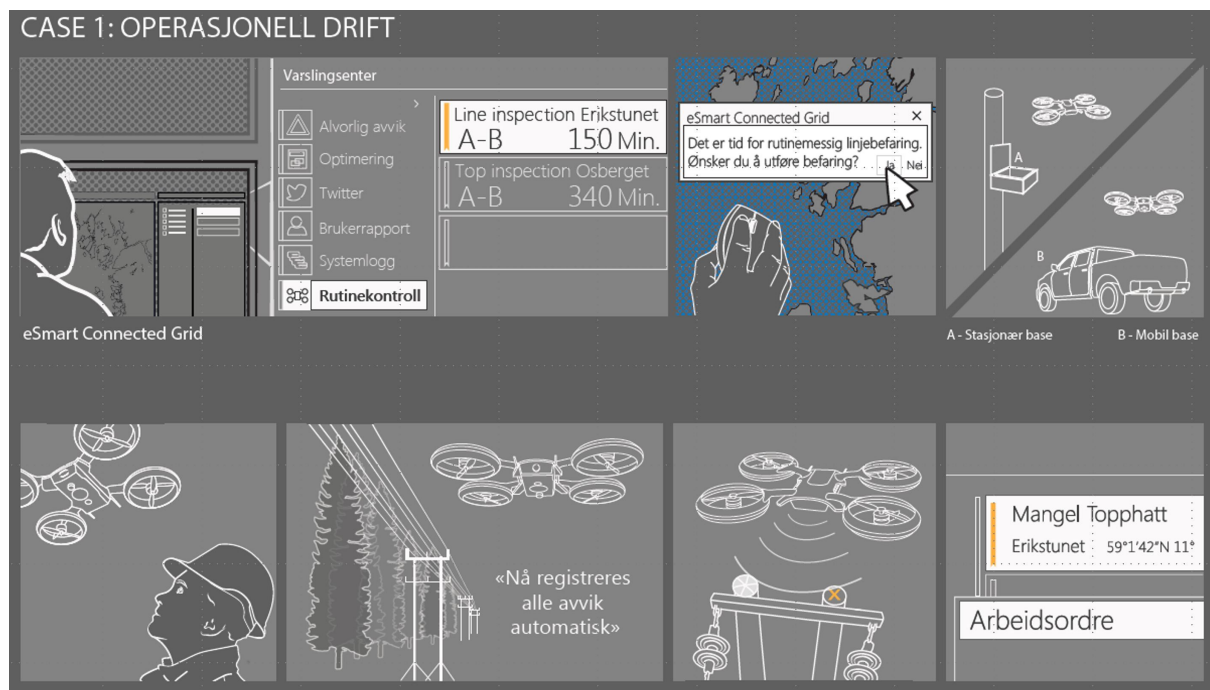 CASE 1: OPERASJONELL DRIFT
Varslingsenter
Alvorlig avvik
Optimering
Twitter
Brukerrapport
Systemlogg
Rutinekontroll
Line inspection Erikstunet
A-B 150 Min.
Top inspection Osberget
A-B 340 Min.
eSmart Connected Grid
Det er tid for rutinemessig linjebefaring.
Ønsker du å utføre befaring? Ja Nei
A
B
eSmart Connected Grid
A - Stasjonær base
B - Mobil base
«Nå registreres
alle avvik
automatisk»
Mangel Topphatt
Erikstunet 59°1'42"N 11°
Arbeidsordre